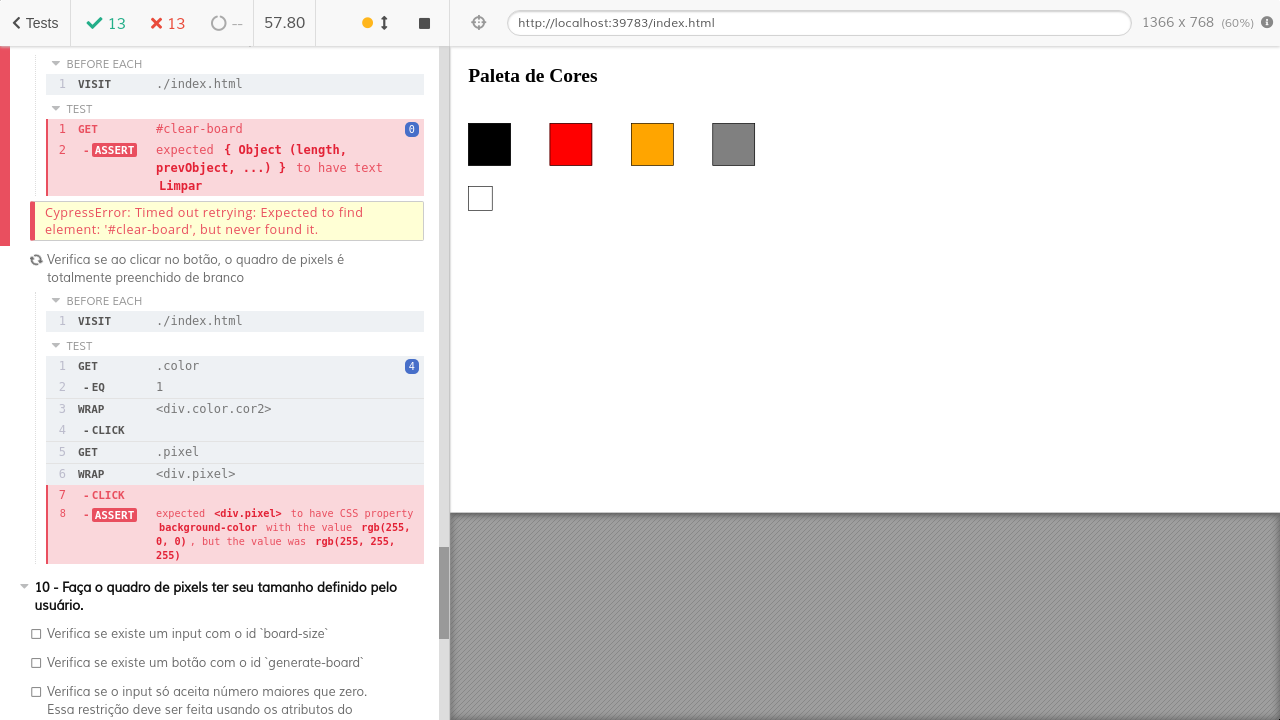 Tests 13 13 -- 57.80 http://localhost:39783/index.html 1366 x 768 (60%)
BEFORE EACH
1 VISIT ./index.html
TEST
1 GET #clear-board 0
2 - ASSERT expected { Object (length,
prevObject, ...) } to have text
Limpar
CypressError: Timed out retrying: Expected to find
element: '#clear-board', but never found it.
Verifica se ao clicar no botão, o quadro de pixels é
totalmente preenchido de branco
BEFORE EACH
1 VISIT ./index.html
TEST
1 GET .color 4
2 - EQ 1
3 WRAP <div.color.cor2>
4 - CLICK
5 GET .pixel
6 WRAP <div.pixel>
7 - CLICK
8 - ASSERT expected <div.pixel> to have CSS property
background-color with the value rgb(255,
0, 0) , but the value was rgb(255, 255,
255)
10 - Faça o quadro de pixels ter seu tamanho definido pelo
usuário.
Verifica se existe um input com o id `board-size`
Verifica se existe um botão com o id `generate-board`
Verifica se o input só aceita número maiores que zero.
Essa restrição deve ser feita usando os atributos do
Paleta de Cores